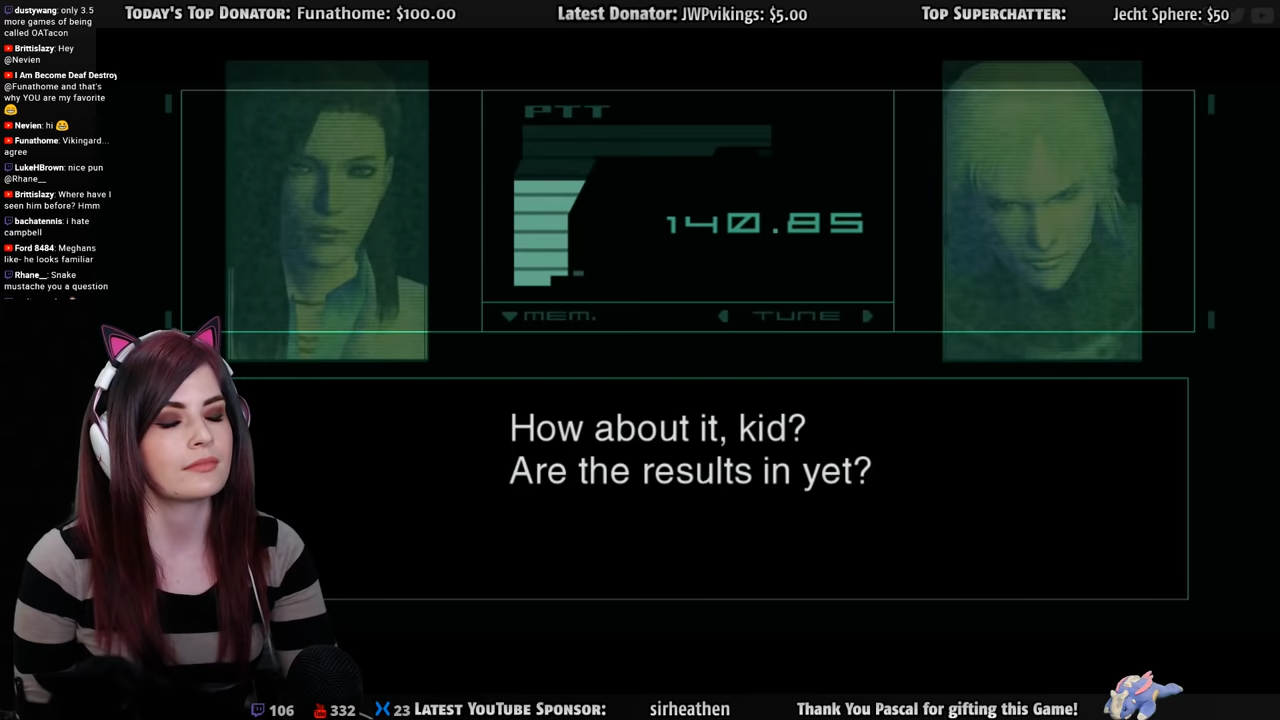 Today's Top Donator: Funathome: $100.00
Latest Donator: JWPvikings: $5.00
Top Superchatter: Jecht Sphere: $50
dustywang: only 3.5
more games of being
called OATacon
Brittislazy: Hey
@Nevien
I Am Become Deaf Destroy
@Funathome and that's
why YOU are my favorite
Nevien: hi
Funathome: Vikingard...
agree
LukeHBrown: nice pun
@Rhane__
Brittislazy: Where have I
seen him before? Hmm
bachatennis: i hate
campbell
Ford 8484: Meghans
like- he looks familiar
Rhane__: Snake
mustache you a question
PTT
140.85
MEM.
TUNE
How about it, kid?
Are the results in yet?
106 332 23 Latest YouTube Sponsor: sirheathen
Thank You Pascal for gifting this Game!